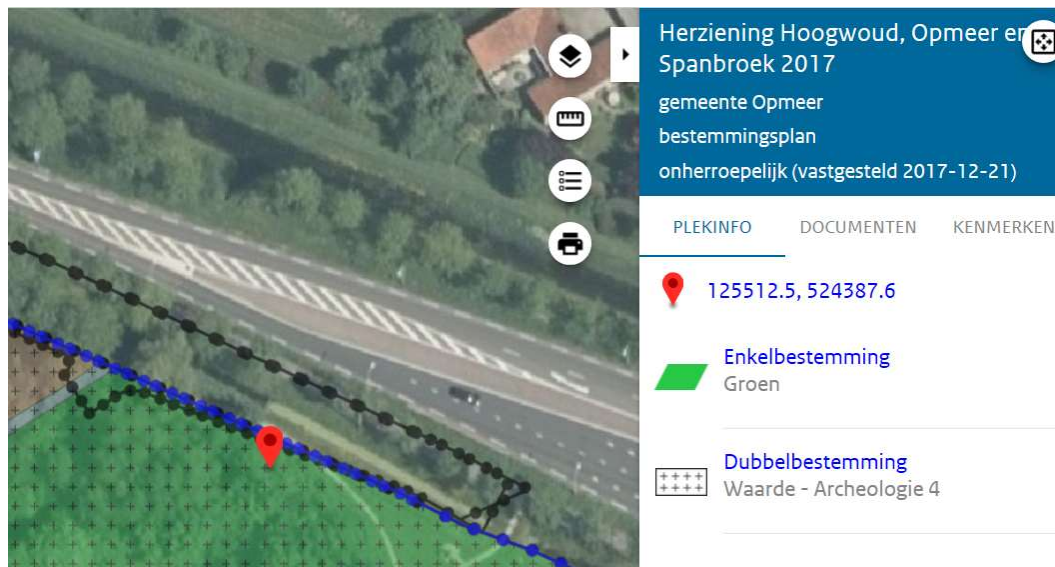 Herziening Hoogwoud, Opmeer en
Spanbroek 2017
gemeente Opmeer
bestemmingsplan
onherroepelijk (vastgesteld 2017-12-21)
PLEKINFO DOCUMENTEN KENMERKEN
125512.5, 524387.6
Enkelbestemming
Groen
Dubbelbestemming
Waarde - Archeologie 4